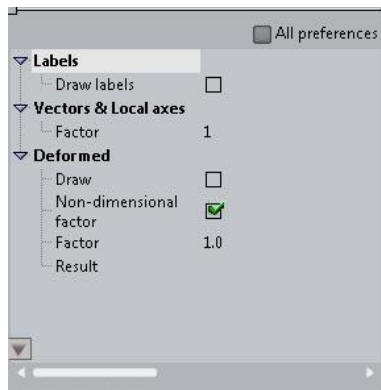 All preferences
Labels
Draw labels
Vectors & Local axes
Factor 1
Deformed
Draw
Non-dimensional
factor
Factor 1.0
Result